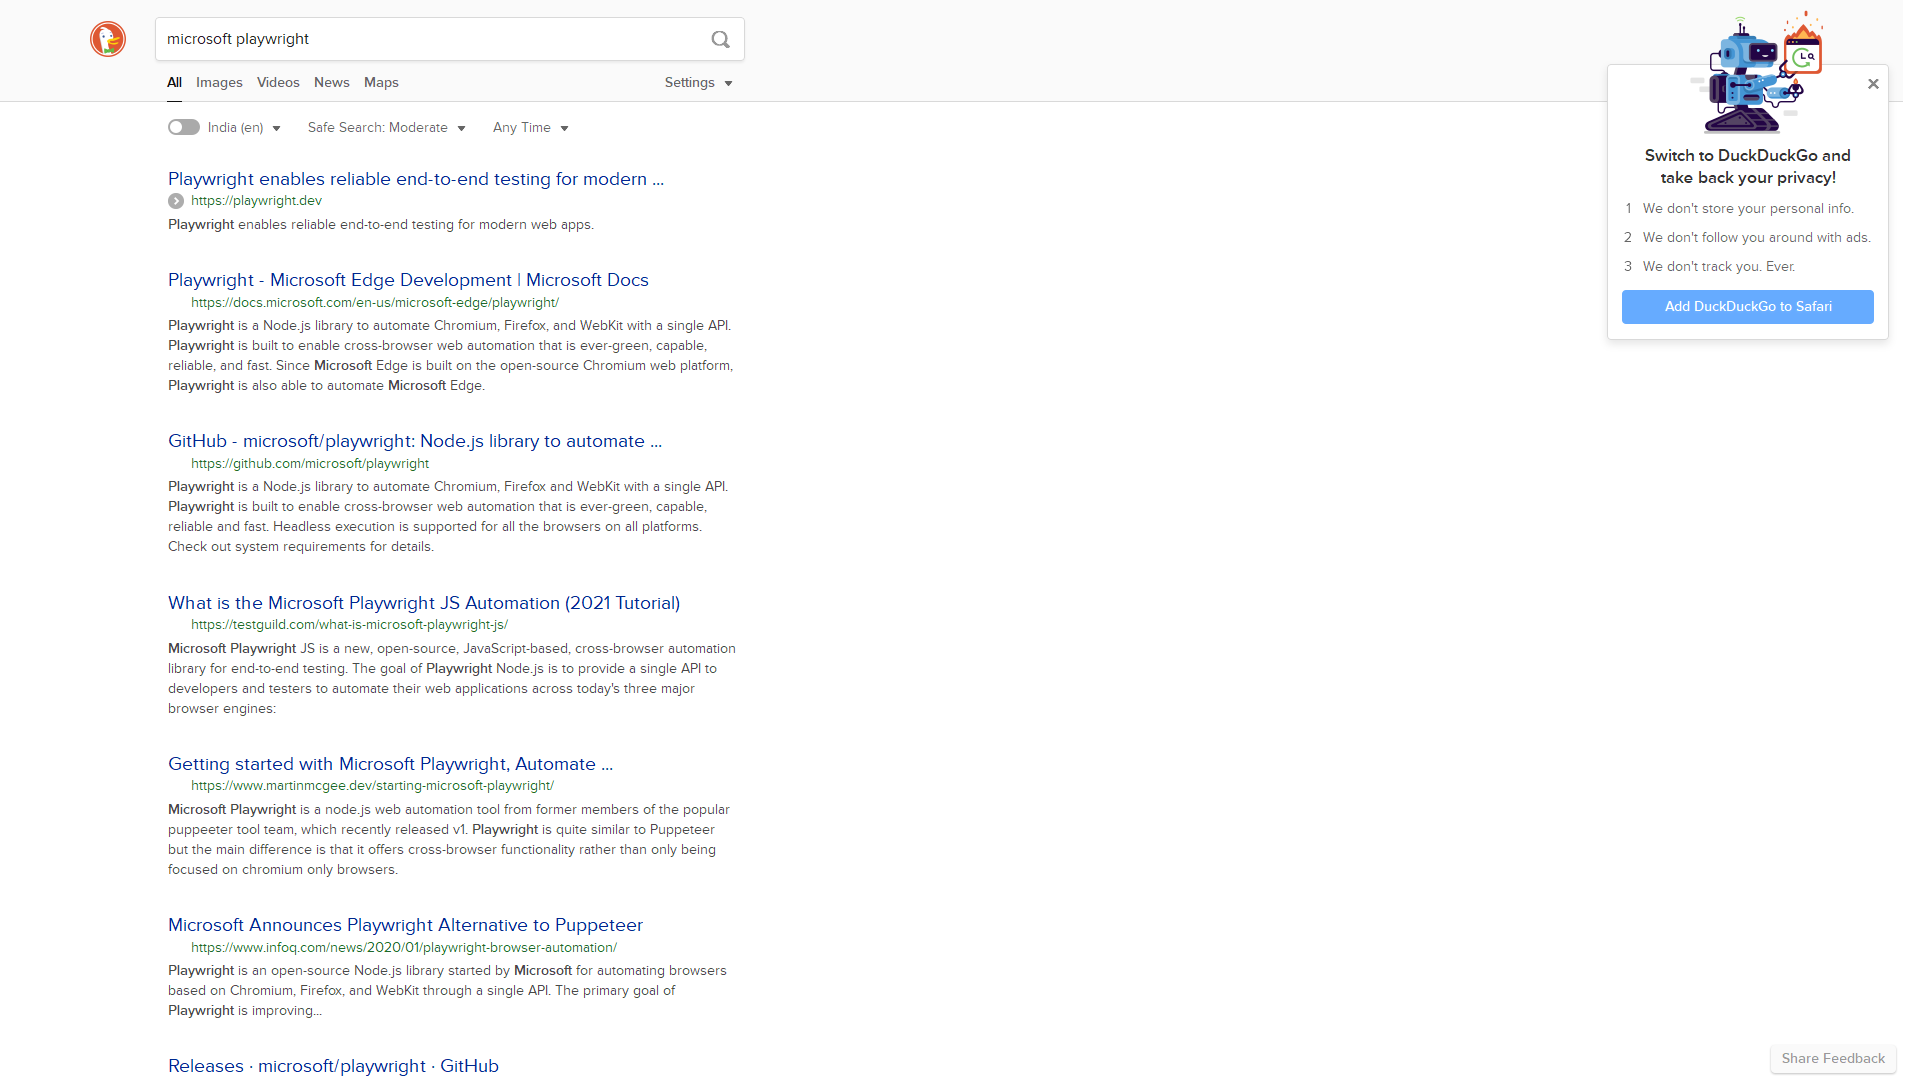 microsoft playwright
All Images Videos News Maps Settings
India (en) Safe Search: Moderate Any Time
Playwright enables reliable end-to-end testing for modern ...
https://playwright.dev
Playwright enables reliable end-to-end testing for modern web apps.
Playwright - Microsoft Edge Development | Microsoft Docs
https://docs.microsoft.com/en-us/microsoft-edge/playwright/
Playwright is a Node.js library to automate Chromium, Firefox, and WebKit with a single API.
Playwright is built to enable cross-browser web automation that is ever-green, capable,
reliable, and fast. Since Microsoft Edge is built on the open-source Chromium web platform,
Playwright is also able to automate Microsoft Edge.
GitHub - microsoft/playwright: Node.js library to automate ...
https://github.com/microsoft/playwright
Playwright is a Node.js library to automate Chromium, Firefox and WebKit with a single API.
Playwright is built to enable cross-browser web automation that is ever-green, capable,
reliable and fast. Headless execution is supported for all the browsers on all platforms.
Check out system requirements for details.
What is the Microsoft Playwright JS Automation (2021 Tutorial)
https://testguild.com/what-is-microsoft-playwright-js/
Microsoft Playwright JS is a new, open-source, JavaScript-based, cross-browser automation
library for end-to-end testing. The goal of Playwright Node.js is to provide a single API to
developers and testers to automate their web applications across today's three major
browser engines:
Getting started with Microsoft Playwright, Automate ...
https://www.martinmcgee.dev/starting-microsoft-playwright/
Microsoft Playwright is a node.js web automation tool from former members of the popular
puppeeter tool team, which recently released v1. Playwright is quite similar to Puppeteer
but the main difference is that it offers cross-browser functionality rather than only being
focused on chromium only browsers.
Microsoft Announces Playwright Alternative to Puppeteer
https://www.infoq.com/news/2020/01/playwright-browser-automation/
Playwright is an open-source Node.js library started by Microsoft for automating browsers
based on Chromium, Firefox, and WebKit through a single API. The primary goal of
Playwright is improving...
Releases · microsoft/playwright · GitHub
Switch to DuckDuckGo and
take back your privacy!
1 We don't store your personal info.
2 We don't follow you around with ads.
3 We don't track you. Ever.
Add DuckDuckGo to Safari
Share Feedback